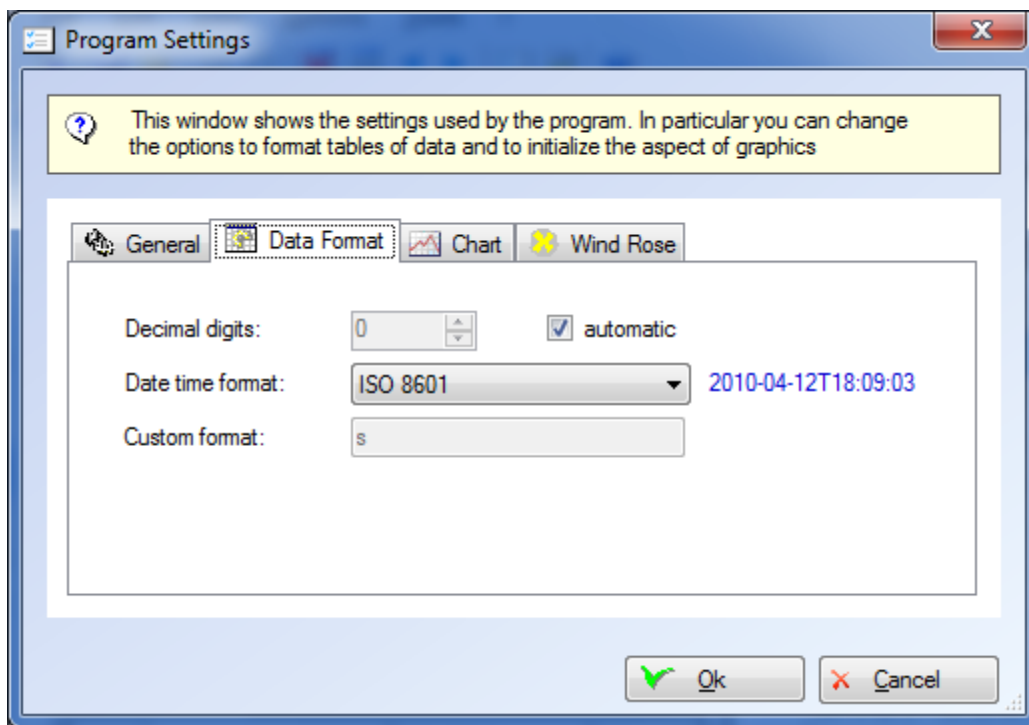 Program Settings
This window shows the settings used by the program. In particular you can change
the options to format tables of data and to initialize the aspect of graphics
General Data Format Chart Wind Rose
Decimal digits: 0 automatic
Date time format: ISO 8601 2010-04-12T18:09:03
Custom format: s
Ok Cancel